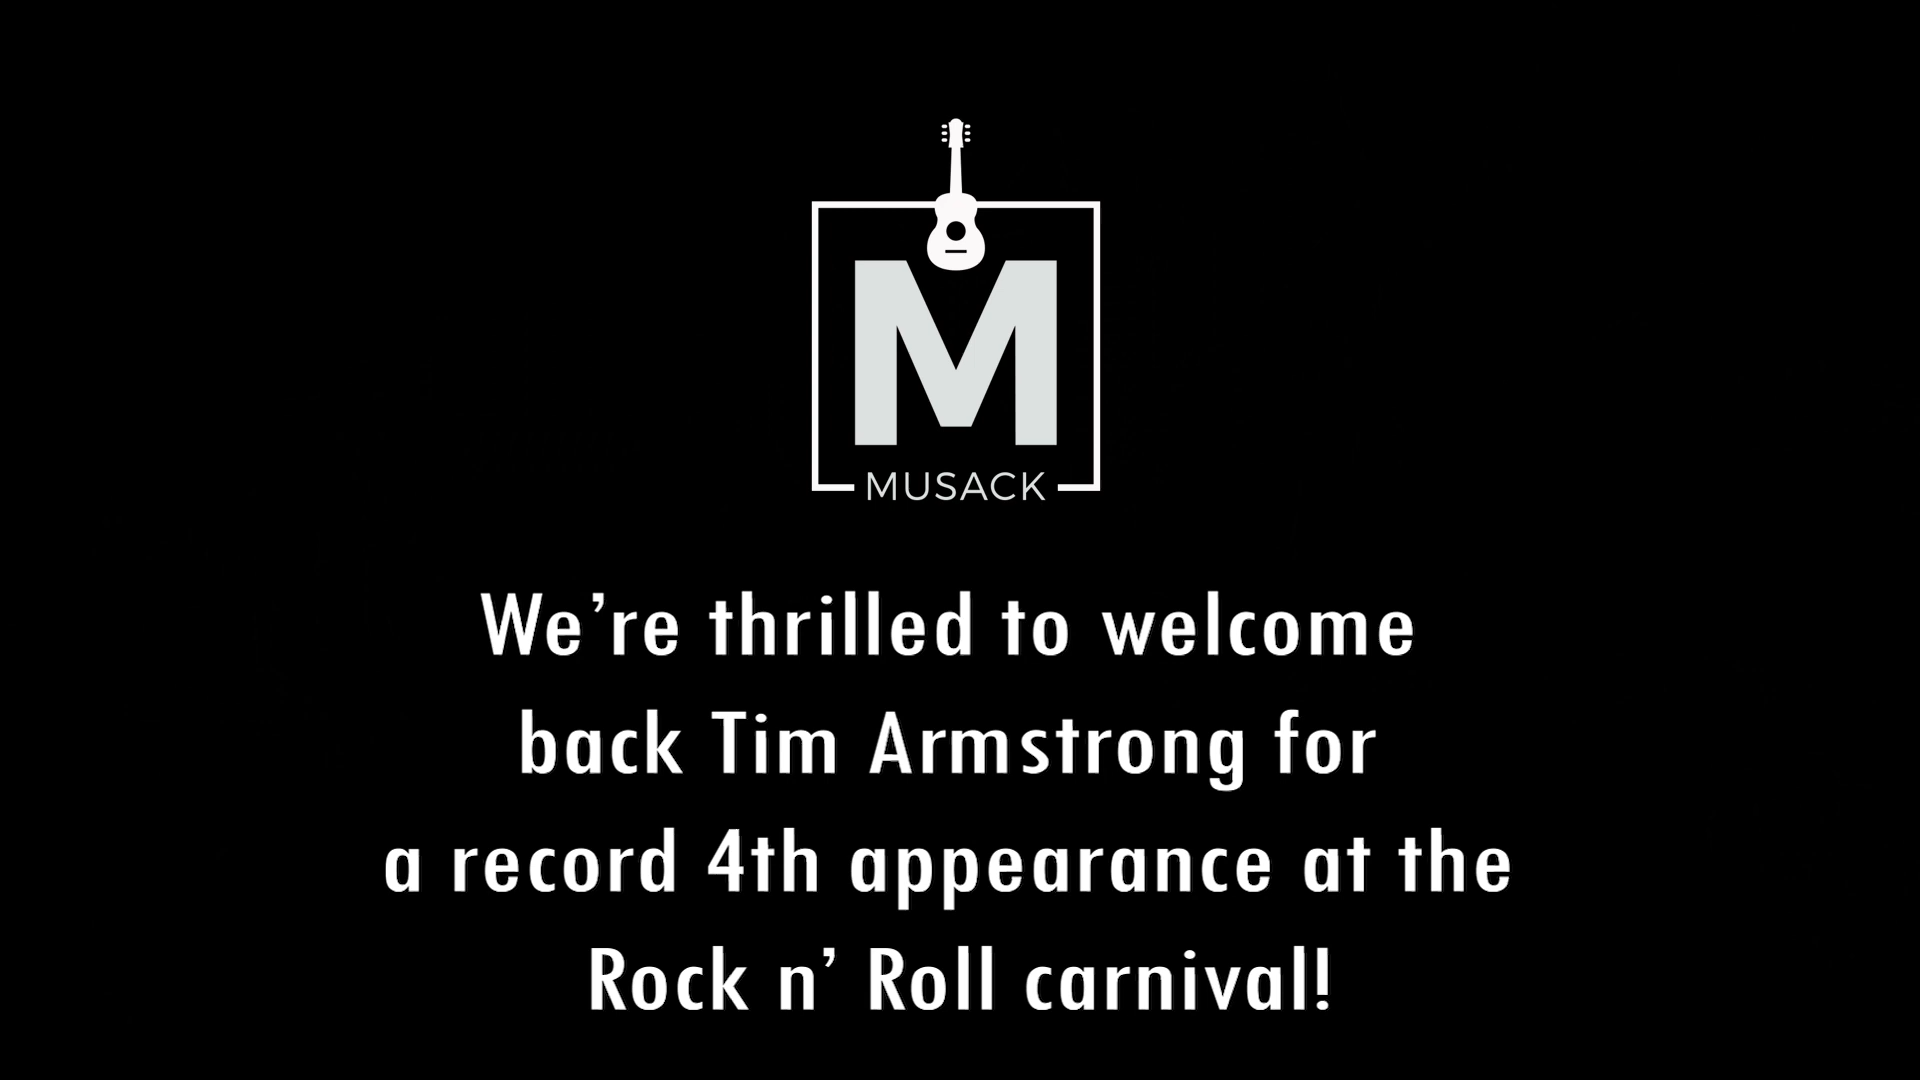 M
MUSACK
We’re thrilled to welcome
back Tim Armstrong for
a record 4th appearance at the
Rock n’ Roll carnival!